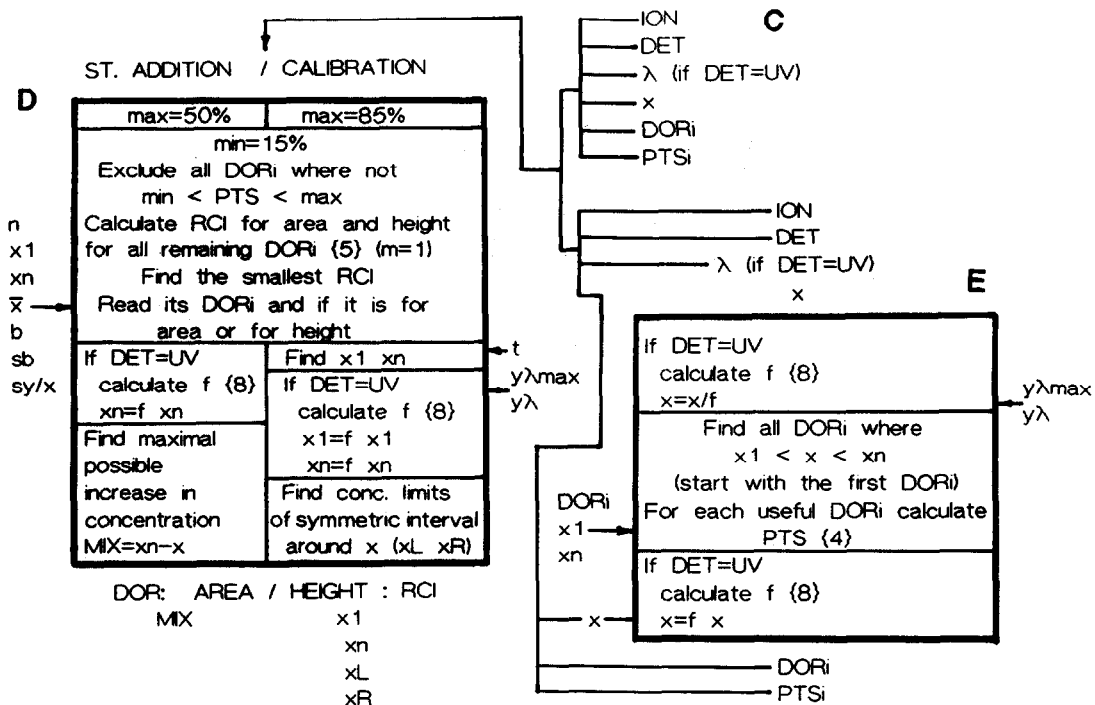 C
ION
DET
λ (if DET=UV)
x
DORi
PTSi
ST. ADDITION / CALIBRATION
D
max=50% max=85%
min=15%
Exclude all DORi where not
min < PTS < max
Calculate RCI for area and height
for all remaining DORi {5} (m=1)
Find the smallest RCI
Read its DORi and if it is for
area or for height
n
x1
xn
x̅
b
sb
sy/x
If DET=UV
calculate f {8}
xn=f xn
Find maximal
possible
increase in
concentration
MIX=xn-x
Find x1 xn
If DET=UV
calculate f {8}
x1=f x1
xn=f xn
Find conc. limits
of symmetric interval
around x (xL xR)
t
yλmax
yλ
DOR: AREA / HEIGHT : RCI
MIX
x1
xn
xL
xR
ION
DET
λ (if DET=UV)
x
E
If DET=UV
calculate f {8}
x=x/f
yλmax
yλ
Find all DORi where
x1 < x < xn
(start with the first DORi)
For each useful DORi calculate
PTS {4}
DORi
x1
xn
If DET=UV
calculate f {8}
x=f x
x
DORi
PTSi